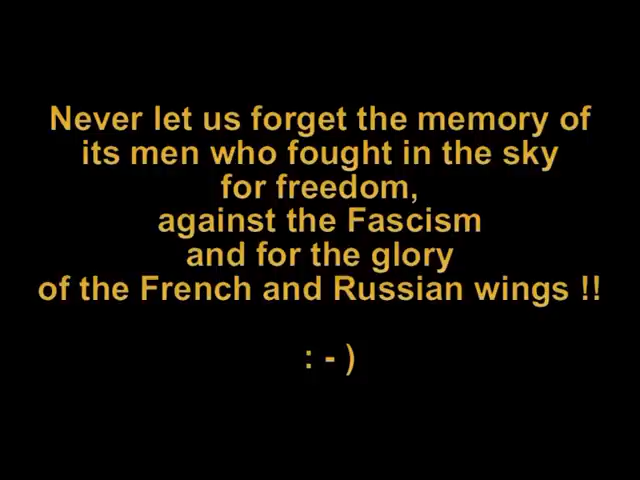 Never let us forget the memory of
its men who fought in the sky
for freedom,
against the Fascism
and for the glory
of the French and Russian wings !!
: - )